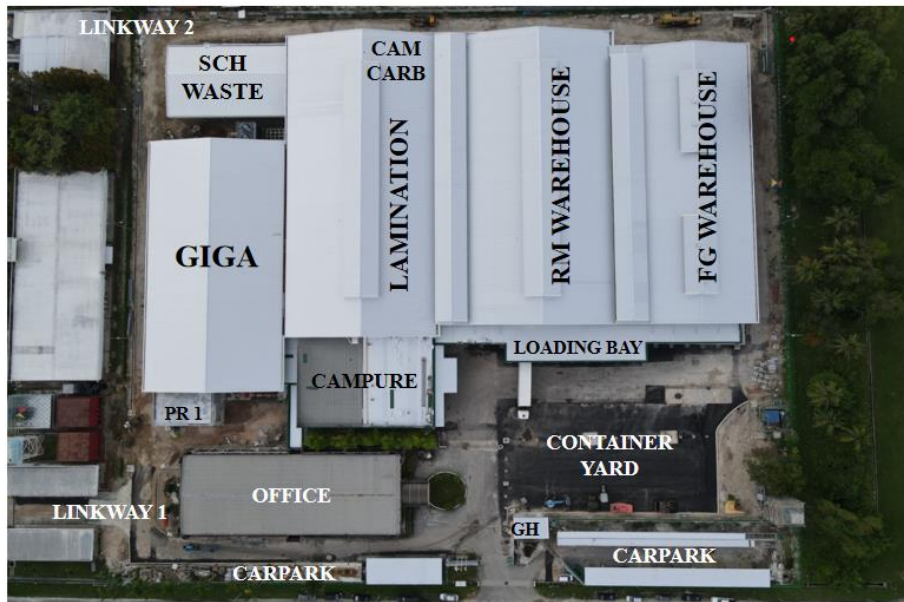 LINKWAY 2
SCH
WASTE
CAM
CARB
LAMINATION
RM WAREHOUSE
FG WAREHOUSE
GIGA
LOADING BAY
CAMPURE
PR 1
CONTAINER
YARD
OFFICE
LINKWAY 1
GH
CARPARK
CARPARK